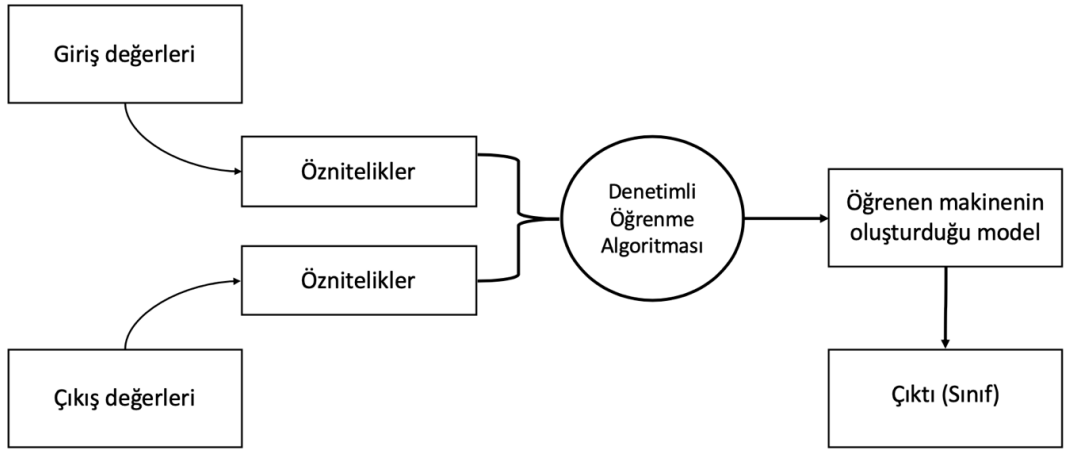 Giriş değerleri
Öznitelikler
Öznitelikler
Çıkış değerleri
Denetimli
Öğrenme
Algoritması
Öğrenen makinenin
oluşturduğu model
Çıktı (Sınıf)